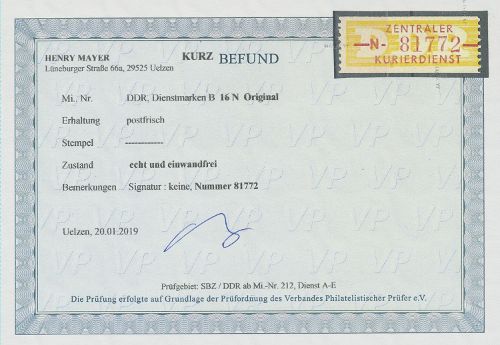 HENRY MAYER
Lüneburger Straße 66a, 29525 Uelzen
KURZ BEFUND
ZENTRALER
-N- 81772
KURIERDIENST
Mi., Nr. DDR, Dienstmarken B 16 N Original
Erhaltung postfrisch
Stempel ------------
Zustand echt und einwandfrei
Bemerkungen Signatur : keine, Nummer 81772
Uelzen, 20.01.2019
Prüfgebiet: SBZ / DDR ab Mi.-Nr. 212, Dienst A-E
Die Prüfung erfolgte auf Grundlage der Prüfordnung des Verbandes Philatelistischer Prüfer e.V.